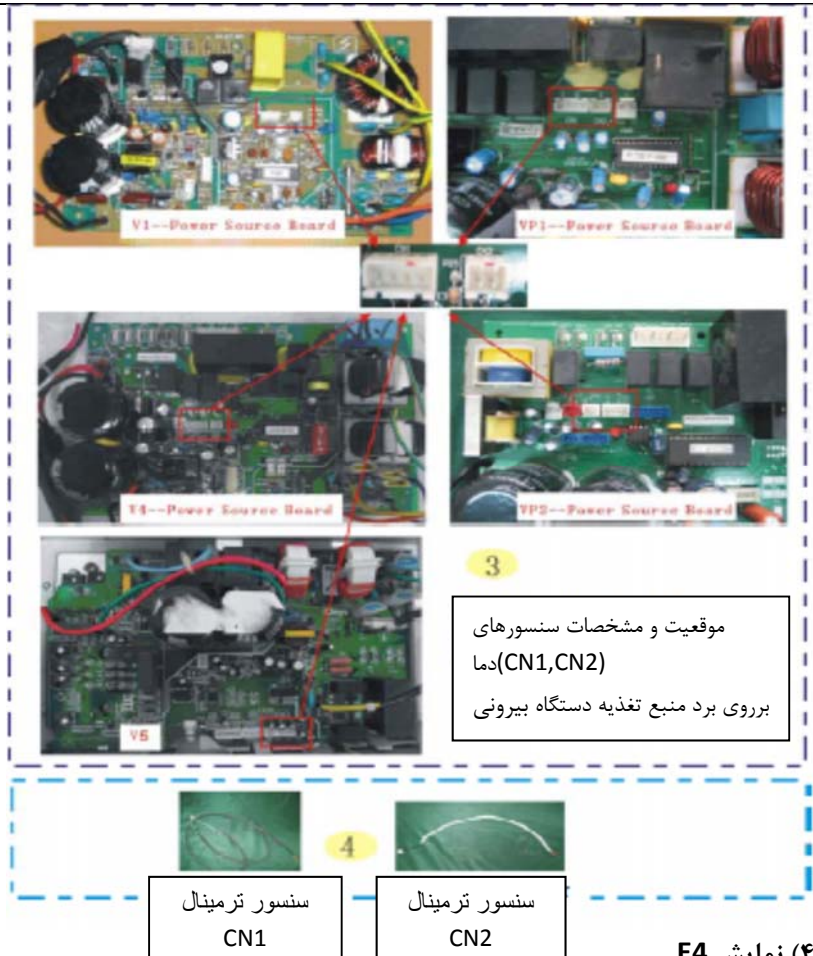 V1--Power Source Board
VP1--Power Source Board
V4--Power Source Board
VP2--Power Source Board
V5
3
موقعیت و مشخصات سنسورهای
دما(CN1,CN2)
برروی برد منبع تغذیه دستگاه بیرونی
4
سنسور ترمینال
CN1
سنسور ترمینال
CN2
۴) نمایش E4